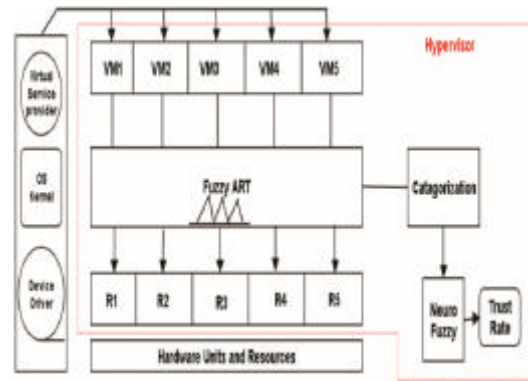 Hypervisor
VM1 VM2 VM3 VM4 VM5
Virtual
Service
provider
OS
Kernel
Device
Driver
Fuzzy ART
Catagorization
R1 R2 R3 R4 R5
Neuro
Fuzzy
Trust
Rate
Hardware Units and Resources